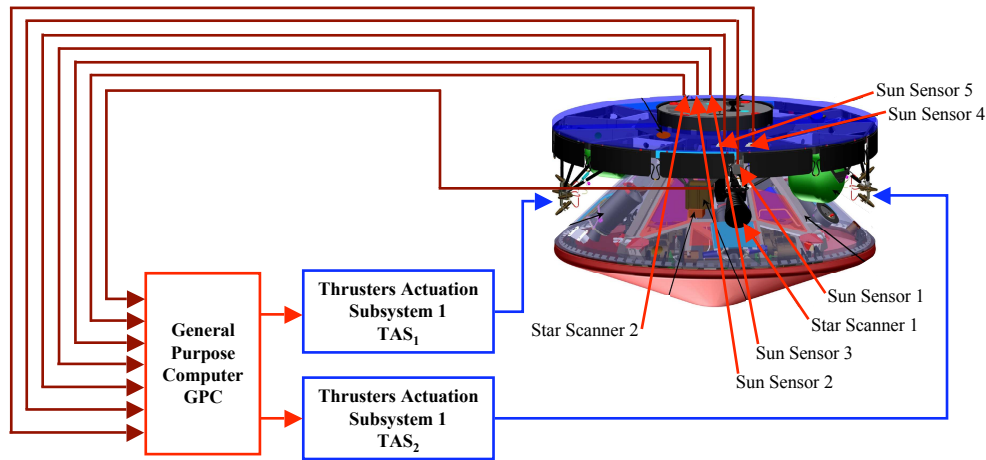 Sun Sensor 5
Sun Sensor 4
General
Purpose
Computer
GPC
Thrusters Actuation
Subsystem 1
TAS₁
Thrusters Actuation
Subsystem 1
TAS₂
Sun Sensor 1
Star Scanner 2
Star Scanner 1
Sun Sensor 3
Sun Sensor 2